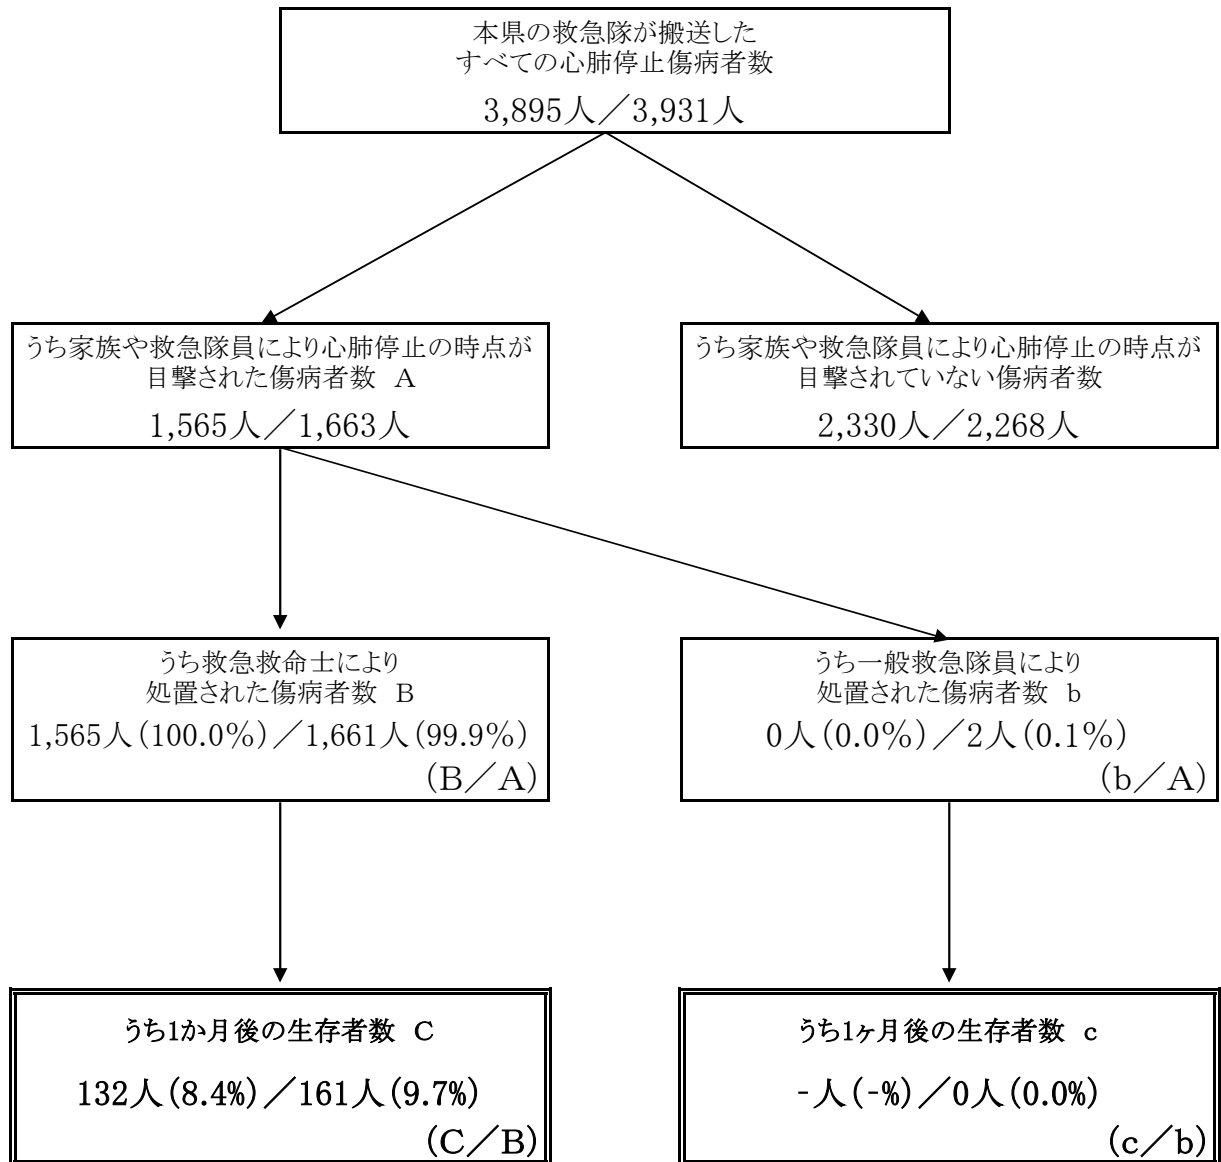 本県の救急隊が搬送した
すべての心肺停止傷病者数
3,895人／3,931人
うち家族や救急隊員により心肺停止の時点が
目撃された傷病者数　A
1,565人／1,663人
うち家族や救急隊員により心肺停止の時点が
目撃されていない傷病者数
2,330人／2,268人
うち救急救命士により
処置された傷病者数　B
1,565人(100.0％)／1,661人(99.9％)
(B／A)
うち一般救急隊員により
処置された傷病者数　b
0人(0.0％)／2人(0.1％)
(b／A)
うち1か月後の生存者数　C
132人(8.4%)／161人(9.7%)
(C／B)
うち1ヶ月後の生存者数　c
-人(-%)／0人(0.0%)
(c／b)